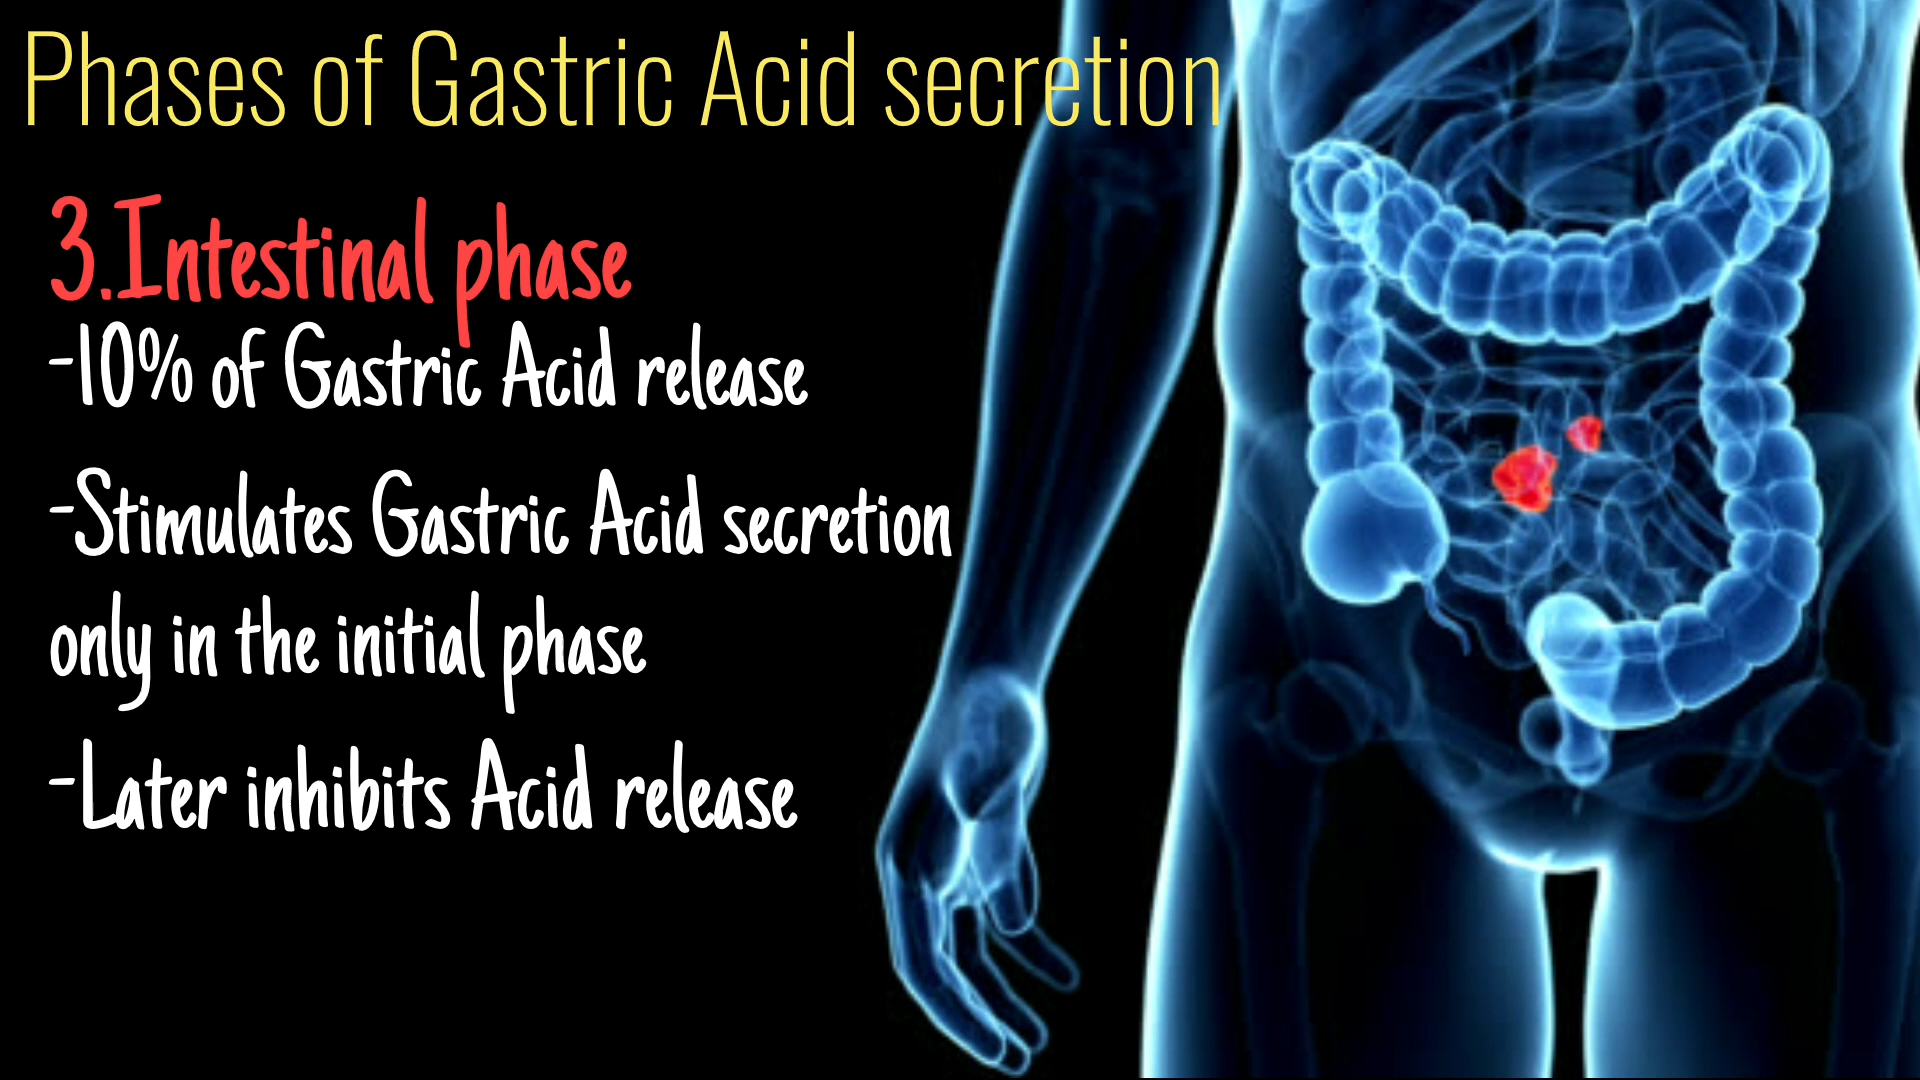 Phases of Gastric Acid secretion
3.Intestinal phase
-10% of Gastric Acid release
-Stimulates Gastric Acid secretion
only in the initial phase
-Later inhibits Acid release